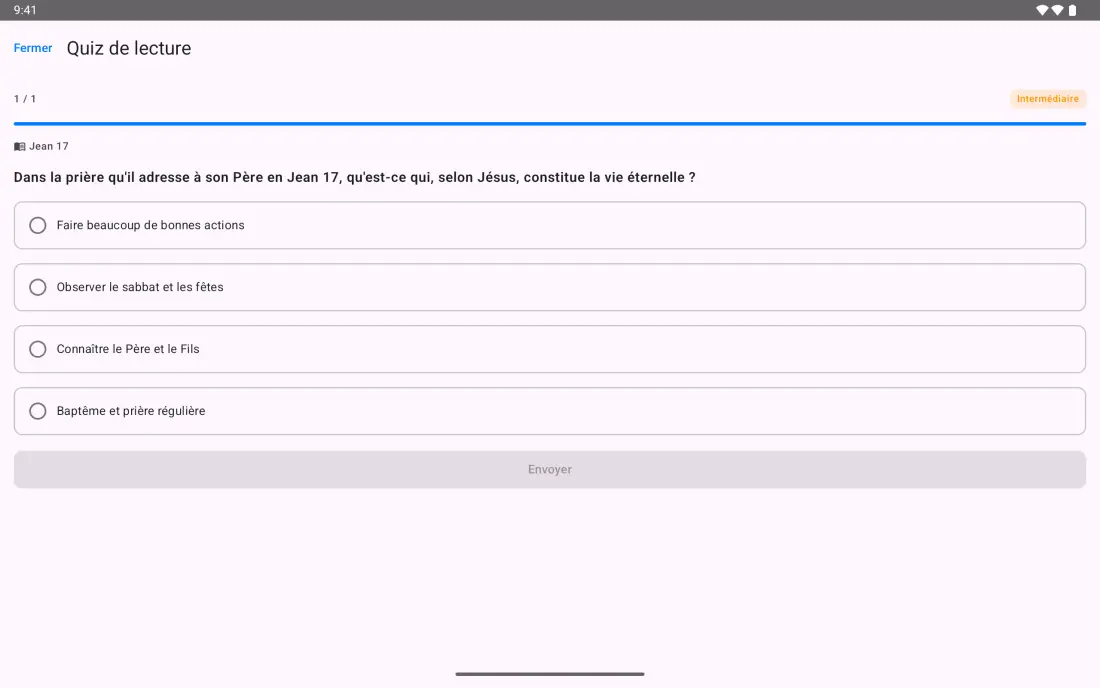 9:41
Fermer Quiz de lecture
1 / 1
Intermédiaire
Jean 17
Dans la prière qu'il adresse à son Père en Jean 17, qu'est-ce qui, selon Jésus, constitue la vie éternelle ?
Faire beaucoup de bonnes actions
Observer le sabbat et les fêtes
Connaître le Père et le Fils
Baptême et prière régulière
Envoyer